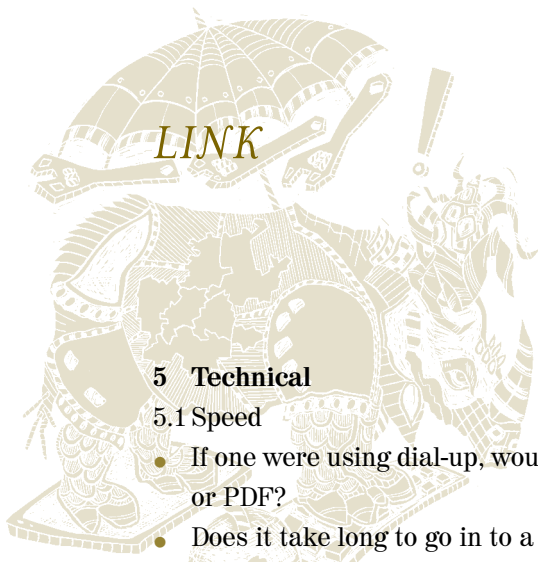 LINK
5 Technical
5.1 Speed
• If one were using dial-up, wou
or PDF?
• Does it take long to go in to a